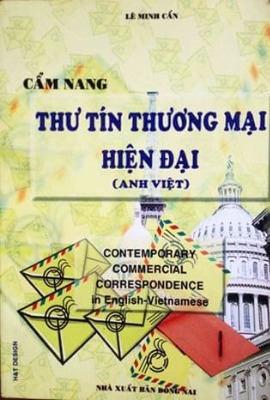 LÊ MINH CẨN
CẨM NANG
THƯ TÍN THƯƠNG MẠI
HIỆN ĐẠI
(ANH VIỆT)
CONTEMPORARY
COMMERCIAL
CORRESPONDENCE
in English-Vietnamese
H&T DESIGN
NHÀ XUẤT BẢN ĐỒNG NAI